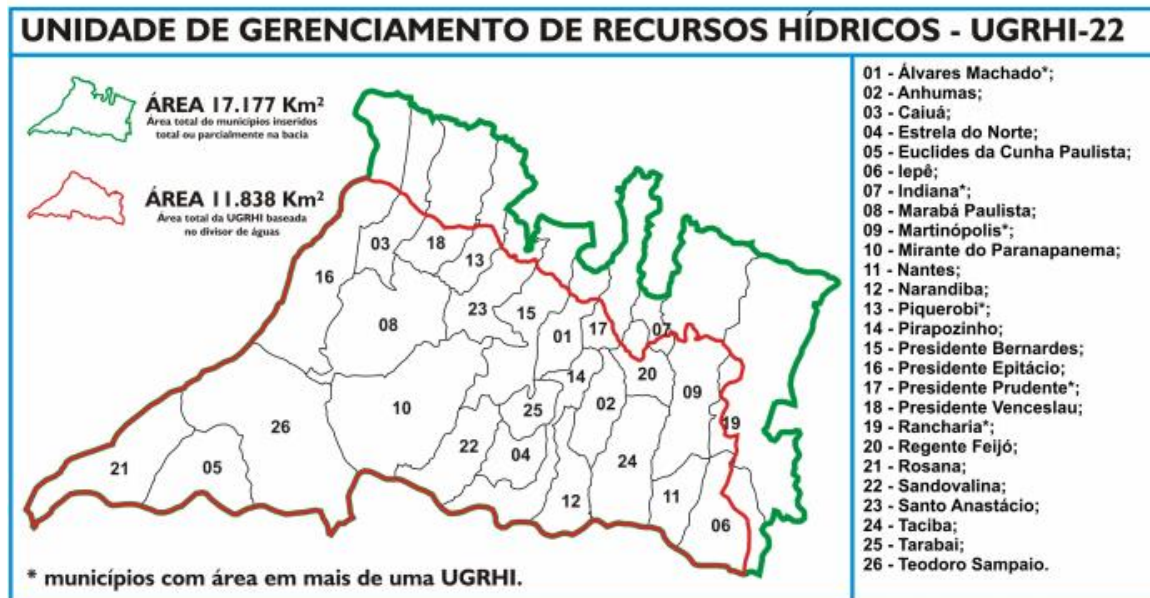 UNIDADE DE GERENCIAMENTO DE RECURSOS HÍDRICOS - UGRHI-22
ÁREA 17.177 Km²
Área total do municípios inseridos
total ou parcialmente na bacia
ÁREA 11.838 Km²
Área total da UGRHI baseada
no divisor de águas
03
18
13
16
23
15
08
01
17
07
14
20
09
10
02
25
19
26
22
04
24
21
05
12
11
06
* municípios com área em mais de uma UGRHI.
01 - Álvares Machado*;
02 - Anhumas;
03 - Caiuá;
04 - Estrela do Norte;
05 - Euclides da Cunha Paulista;
06 - Iepê;
07 - Indiana*;
08 - Marabá Paulista;
09 - Martinópolis*;
10 - Mirante do Paranapanema;
11 - Nantes;
12 - Narandiba;
13 - Piquerobi*;
14 - Pirapozinho;
15 - Presidente Bernardes;
16 - Presidente Epitácio;
17 - Presidente Prudente*;
18 - Presidente Venceslau;
19 - Rancharia*;
20 - Regente Feijó;
21 - Rosana;
22 - Sandovalina;
23 - Santo Anastácio;
24 - Taciba;
25 - Tarabai;
26 - Teodoro Sampaio.